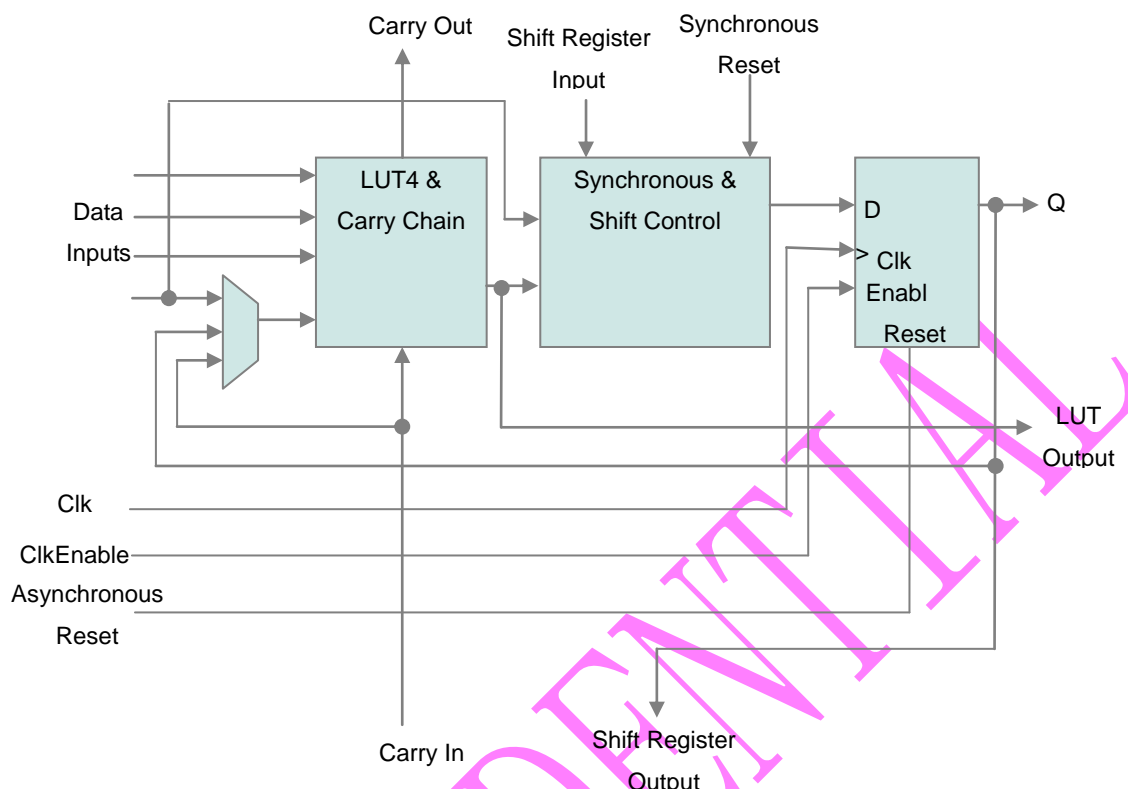 Carry Out
Shift Register
Input
Synchronous
Reset
LUT4 &
Carry Chain
Synchronous &
Shift Control
Data
Inputs
D
> Clk
Enabl
Reset
Q
LUT
Output
Clk
ClkEnable
Asynchronous
Reset
Carry In
Shift Register
Output
DENTIAL